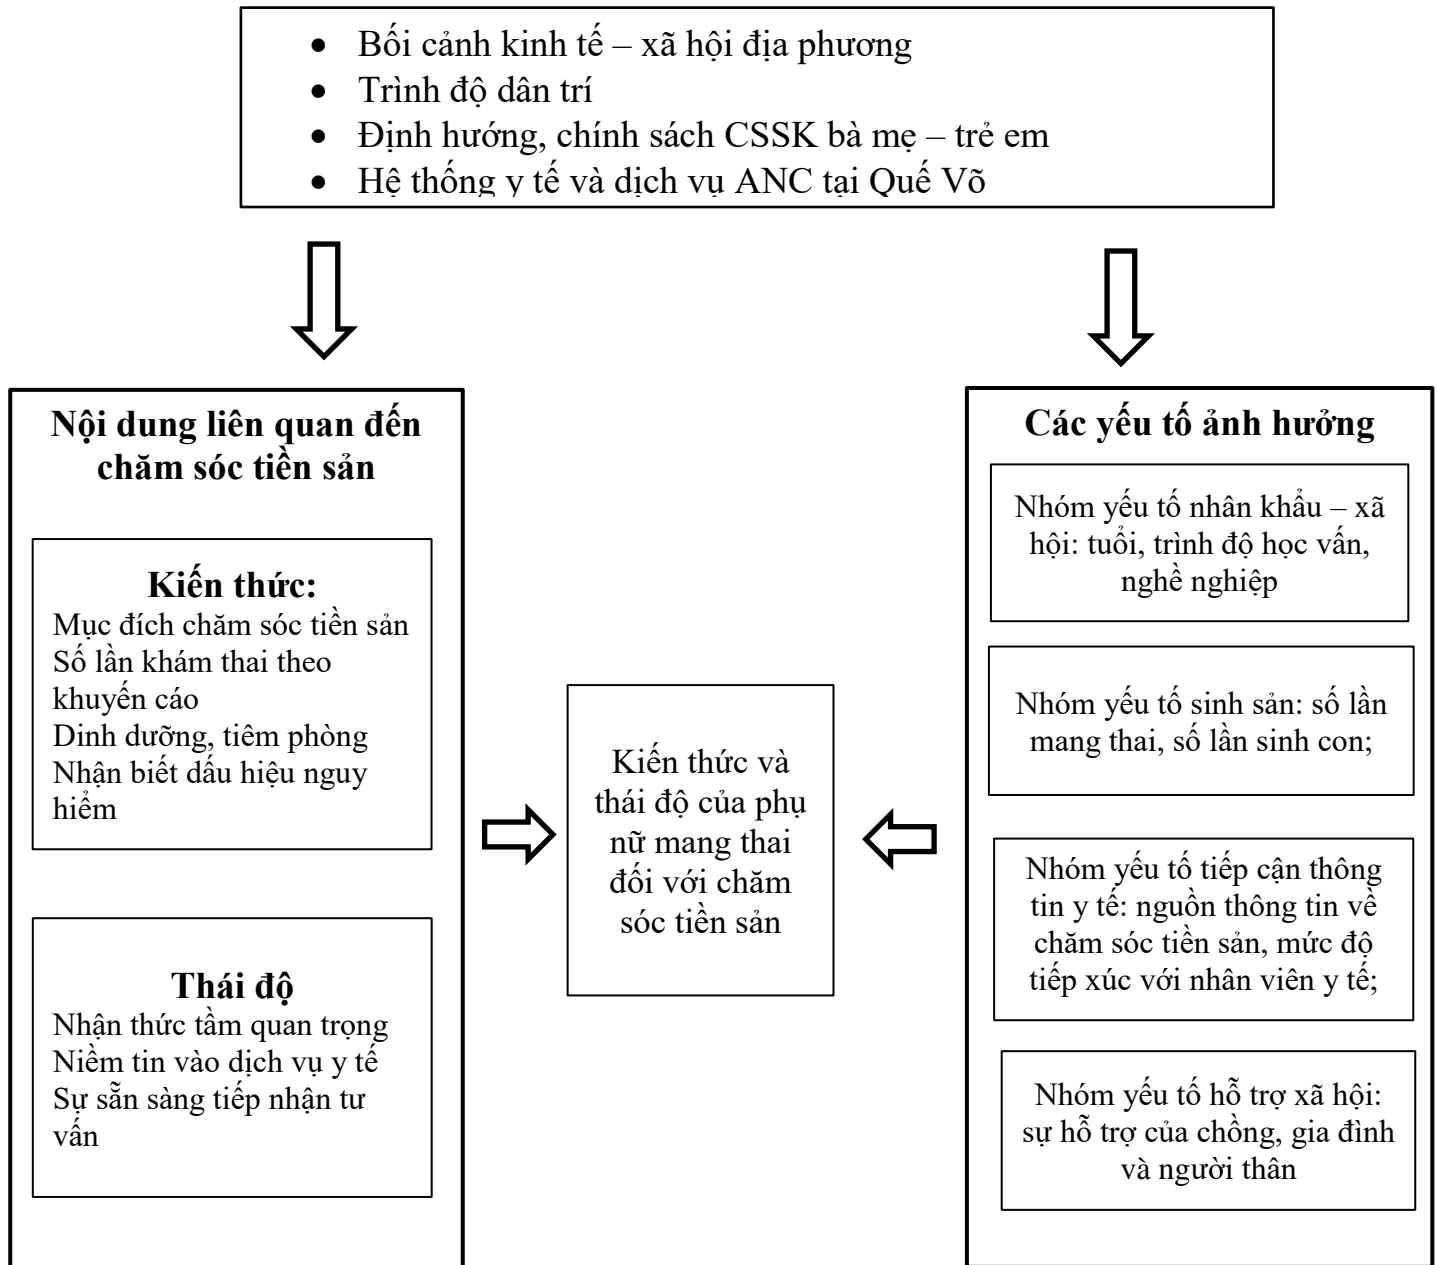 • Bối cảnh kinh tế – xã hội địa phương
• Trình độ dân trí
• Định hướng, chính sách CSSK bà mẹ – trẻ em
• Hệ thống y tế và dịch vụ ANC tại Quế Võ
Nội dung liên quan đến
chăm sóc tiền sản
Kiến thức:
Mục đích chăm sóc tiền sản
Số lần khám thai theo
khuyến cáo
Dinh dưỡng, tiêm phòng
Nhận biết dấu hiệu nguy
hiểm
Thái độ
Nhận thức tầm quan trọng
Niềm tin vào dịch vụ y tế
Sự sẵn sàng tiếp nhận tư
vấn
Kiến thức và
thái độ của phụ
nữ mang thai
đối với chăm
sóc tiền sản
Các yếu tố ảnh hưởng
Nhóm yếu tố nhân khẩu – xã
hội: tuổi, trình độ học vấn,
nghề nghiệp
Nhóm yếu tố sinh sản: số lần
mang thai, số lần sinh con;
Nhóm yếu tố tiếp cận thông
tin y tế: nguồn thông tin về
chăm sóc tiền sản, mức độ
tiếp xúc với nhân viên y tế;
Nhóm yếu tố hỗ trợ xã hội:
sự hỗ trợ của chồng, gia đình
và người thân